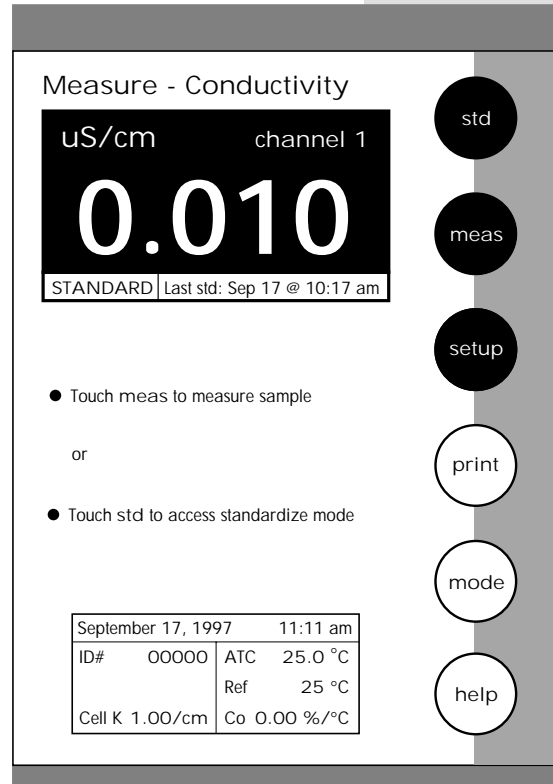 Measure - Conductivity
uS/cm channel 1
0.010
STANDARD Last std: Sep 17 @ 10:17 am
Touch meas to measure sample
or
Touch std to access standardize mode
September 17, 1997 11:11 am
ID# 00000 ATC 25.0 °C
Ref 25 °C
Cell K 1.00/cm Co 0.00 %/°C
std
meas
setup
print
mode
help